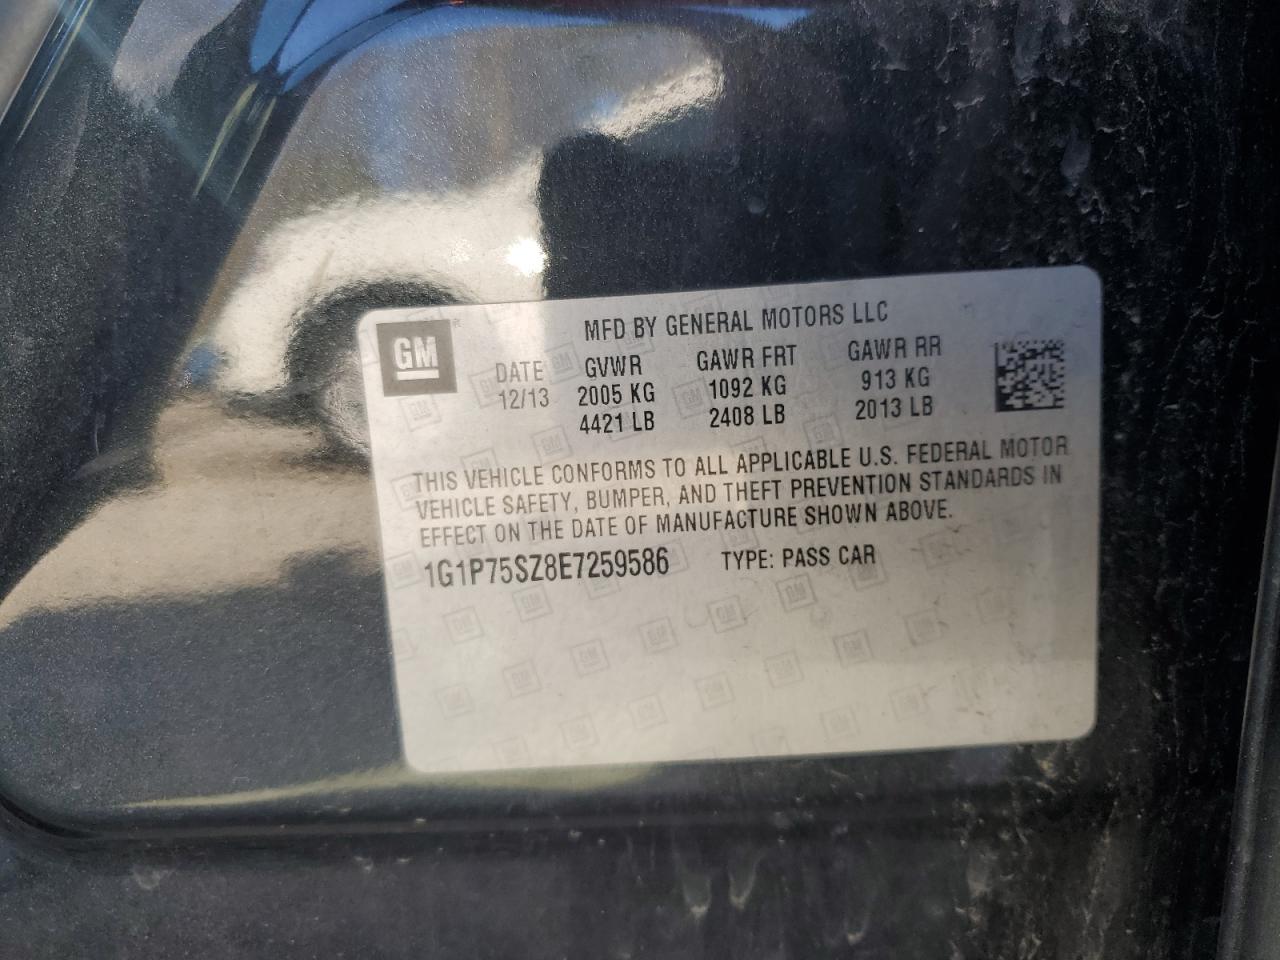 GM
MFD BY GENERAL MOTORS LLC
DATE GVWR GAWR FRT GAWR RR
12/13 2005 KG 1092 KG 913 KG
4421 LB 2408 LB 2013 LB
THIS VEHICLE CONFORMS TO ALL APPLICABLE U.S. FEDERAL MOTOR
VEHICLE SAFETY, BUMPER, AND THEFT PREVENTION STANDARDS IN
EFFECT ON THE DATE OF MANUFACTURE SHOWN ABOVE.
1G1P75SZ8E7259586 TYPE: PASS CAR